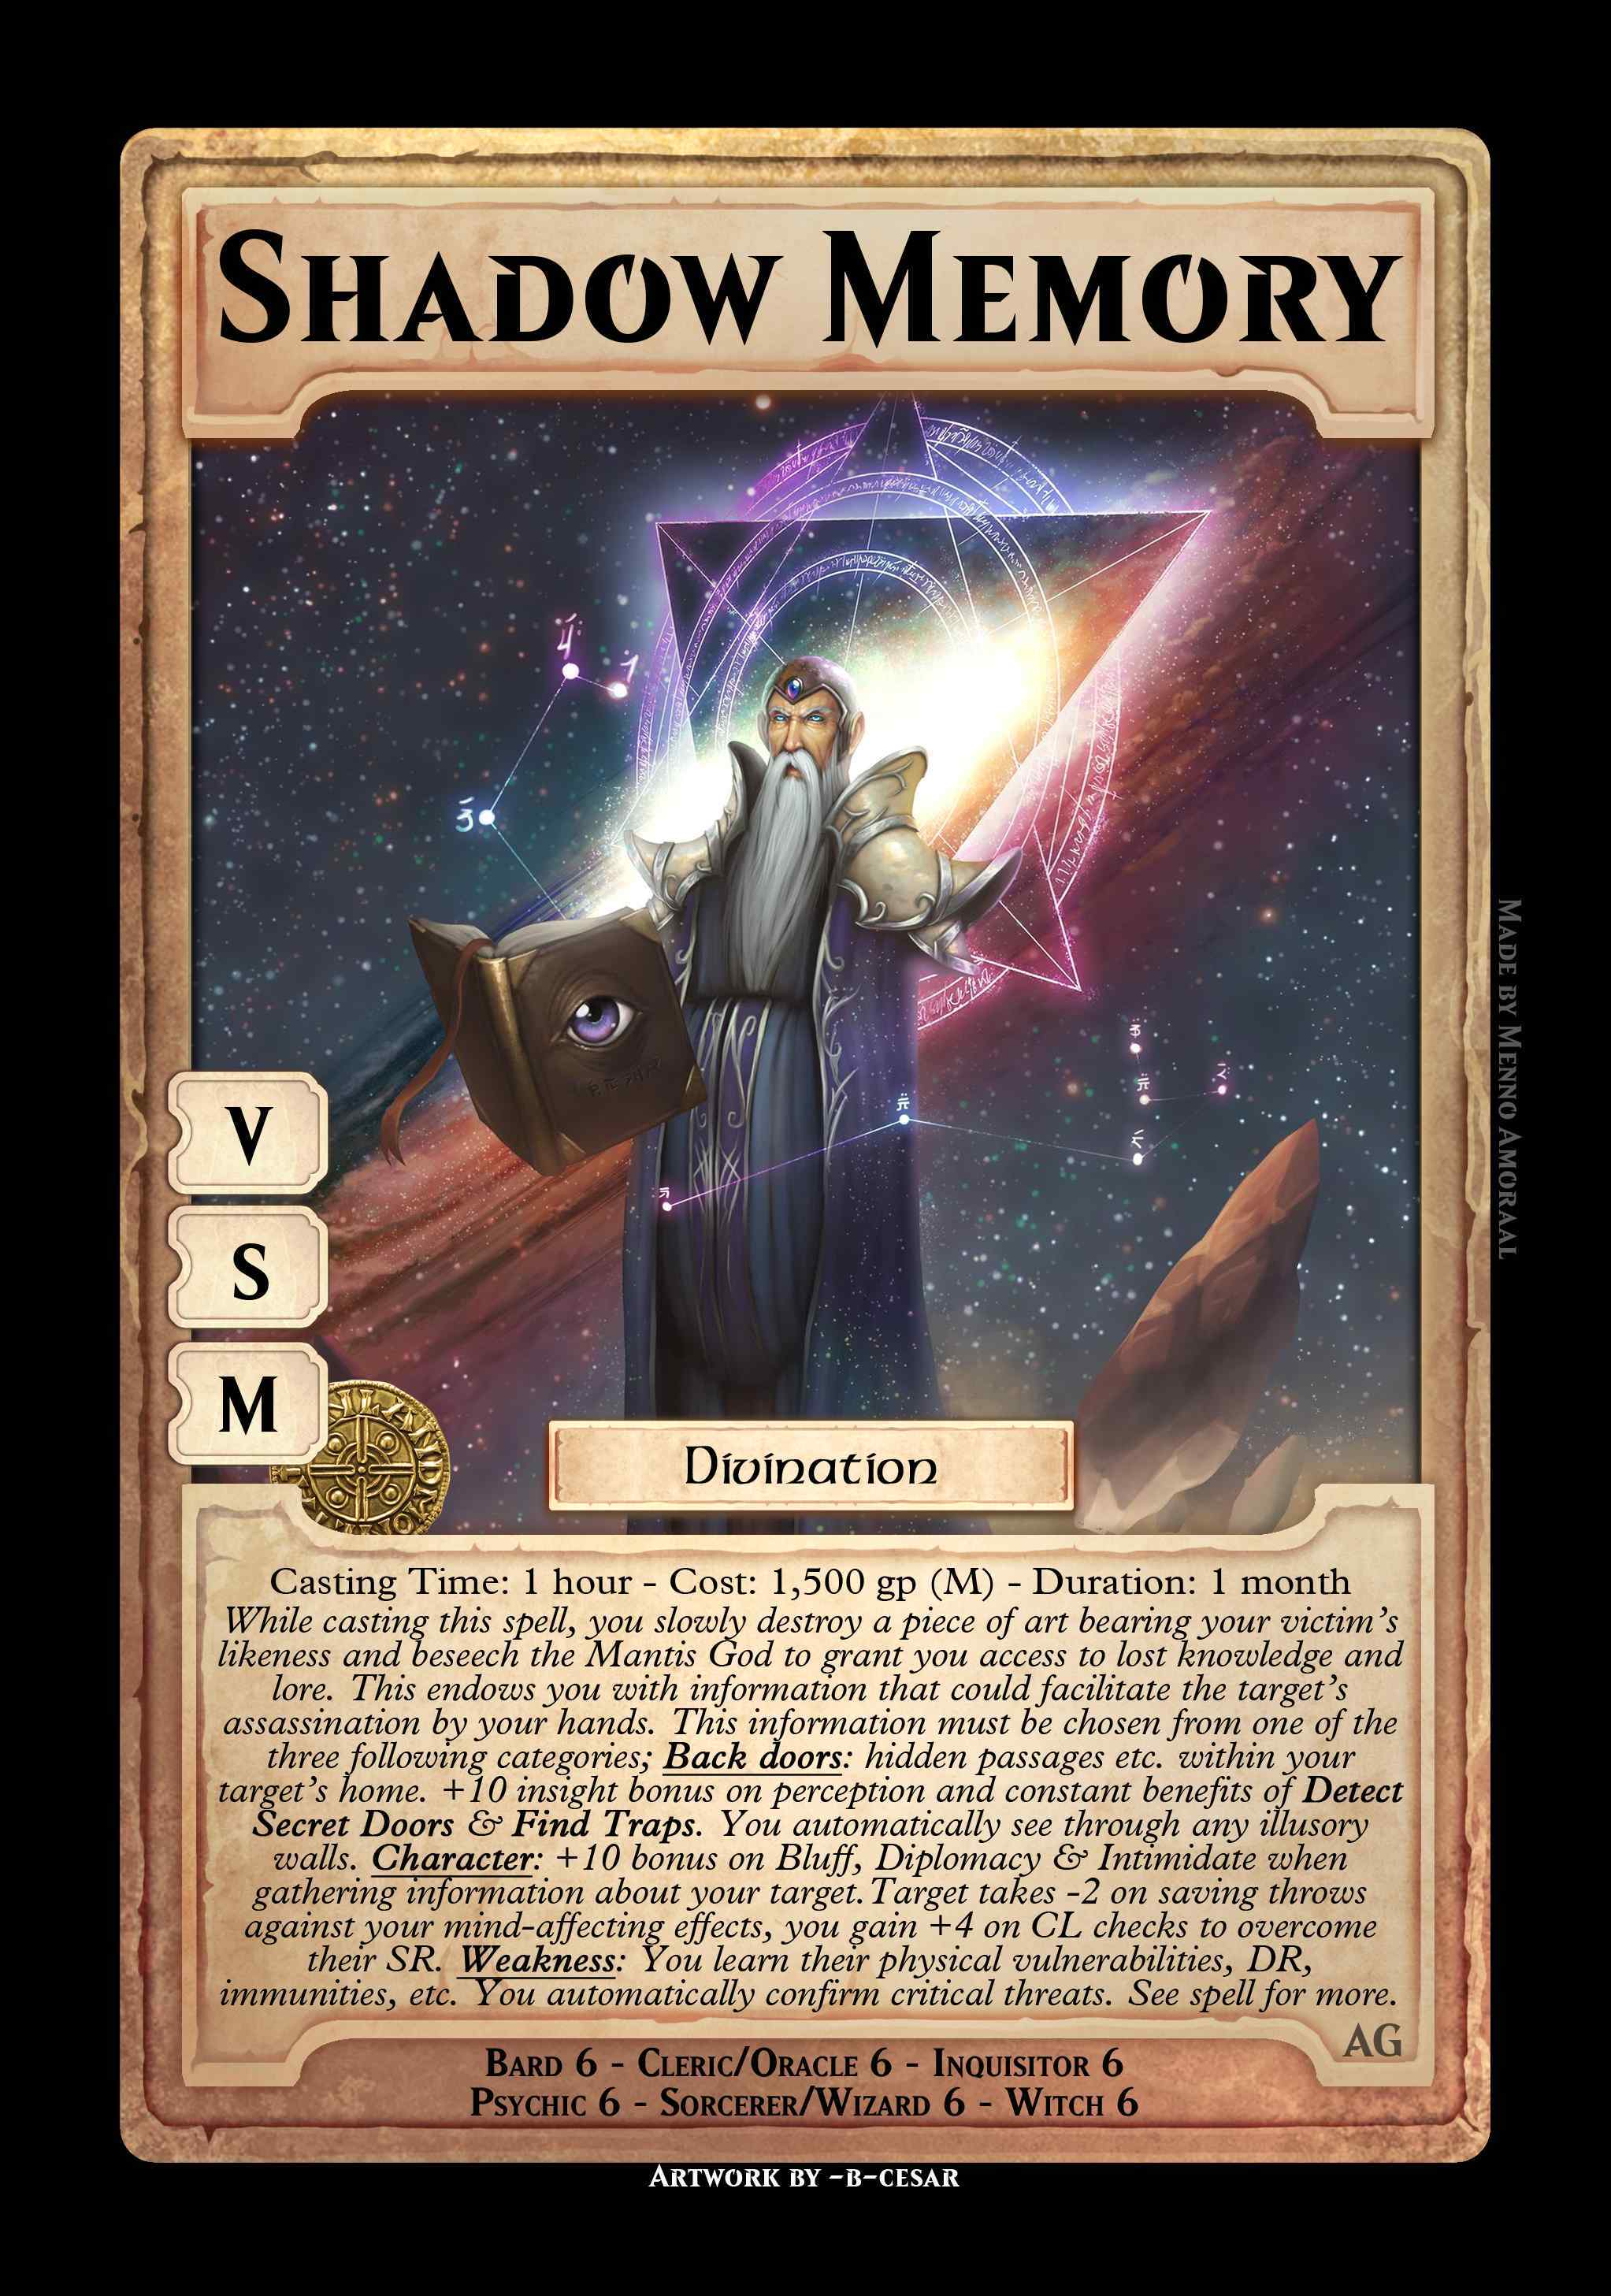 Shadow Memory
V
S
M
Divination
Casting Time: 1 hour - Cost: 1,500 gp (M) - Duration: 1 month
While casting this spell, you slowly destroy a piece of art bearing your victim's
likeness and beseech the Mantis God to grant you access to lost knowledge and
lore. This endows you with information that could facilitate the target's
assassination by your hands. This information must be chosen from one of the
three following categories; Back doors: hidden passages etc. within your
target's home. +10 insight bonus on perception and constant benefits of Detect
Secret Doors & Find Traps. You automatically see through any illusory
walls. Character: +10 bonus on Bluff, Diplomacy & Intimidate when
gathering information about your target. Target takes -2 on saving throws
against your mind-affecting effects, you gain +4 on CL checks to overcome
their SR. Weakness: You learn their physical vulnerabilities, DR,
immunities, etc. You automatically confirm critical threats. See spell for more.
AG
Bard 6 - Cleric/Oracle 6 - Inquisitor 6
Psychic 6 - Sorcerer/Wizard 6 - Witch 6
Artwork by -b-cesar
Made by Menno Amoraal